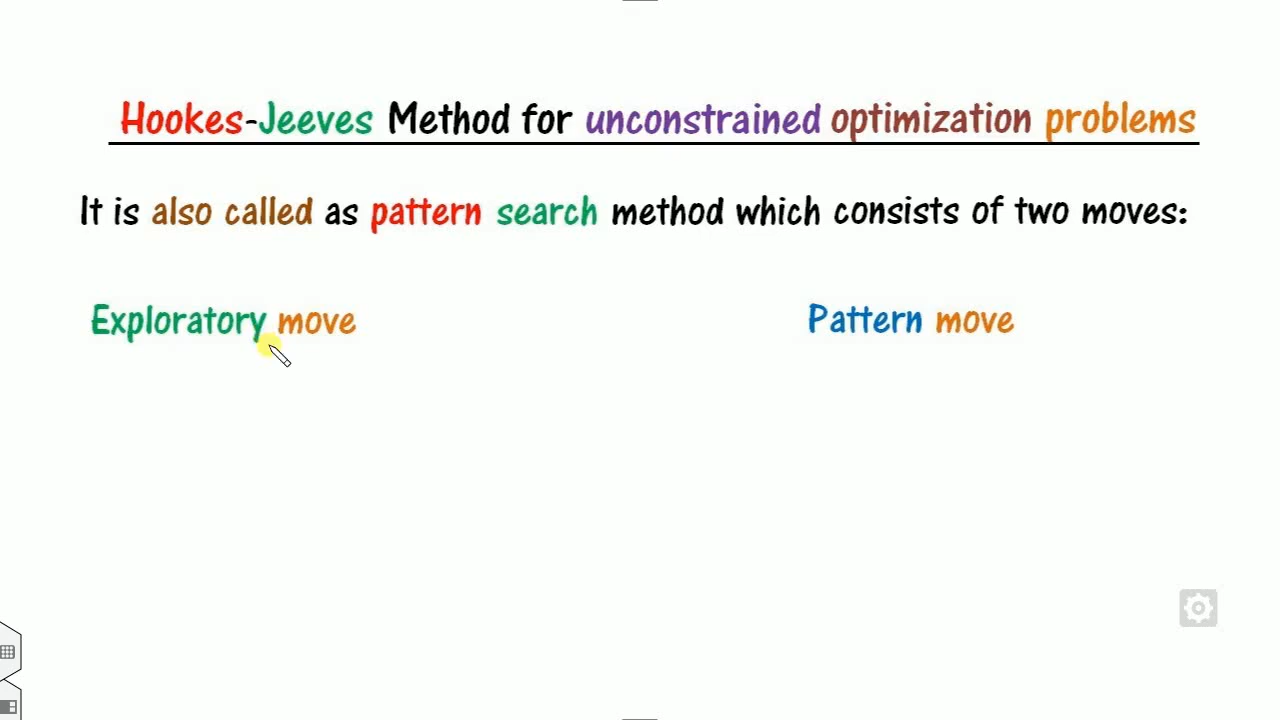 Hookes-Jeeves Method for unconstrained optimization problems
It is also called as pattern search method which consists of two moves:
Exploratory move
Pattern move